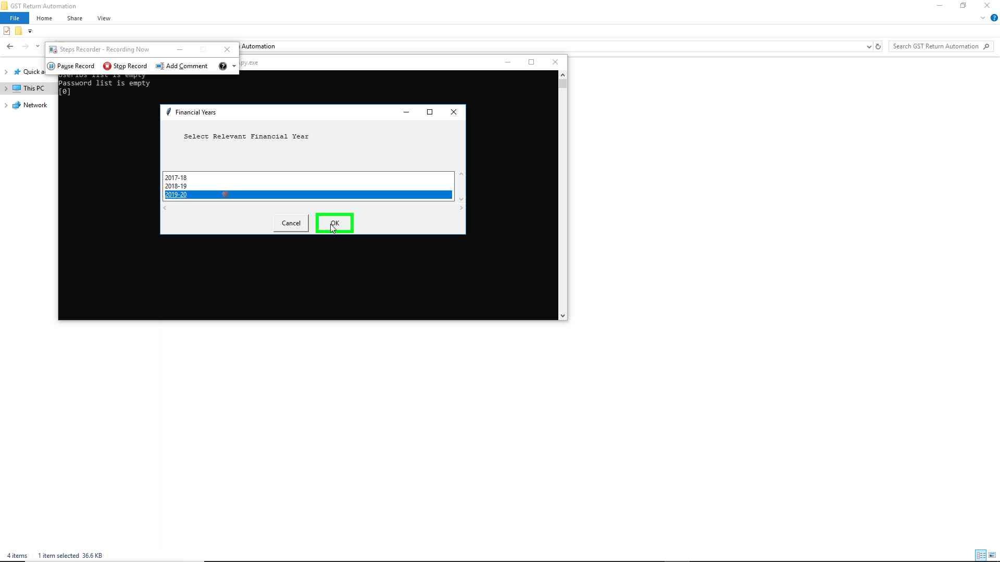 GST Return Automation
File Home Share View
Automation
Search GST Return Automation
Steps Recorder - Recording Now
Pause Record Stop Record Add Comment
py.exe
Quick a
This PC
Network
list is empty
Password list is empty
[0]
Financial Years
Select Relevant Financial Year
2017-18
2018-19
2019-20
Cancel OK
4 items 1 item selected 36.6 KB